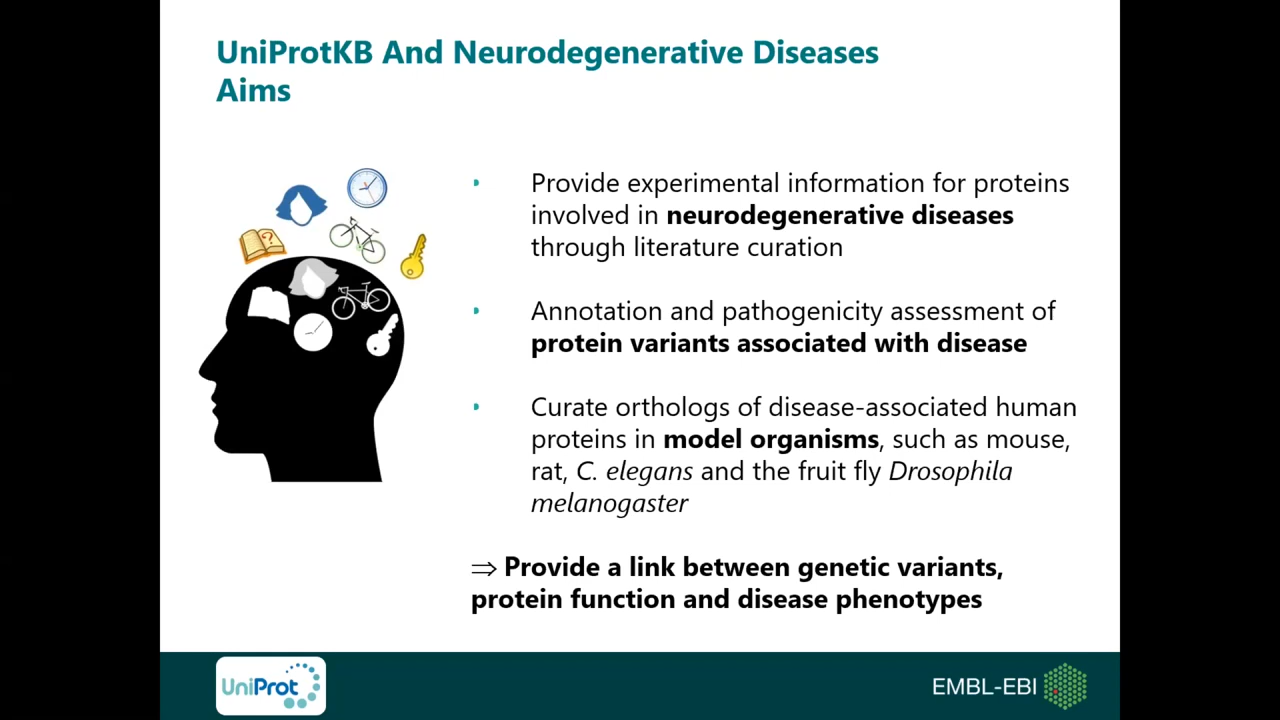 UniProtKB And Neurodegenerative Diseases
Aims
• Provide experimental information for proteins
involved in neurodegenerative diseases
through literature curation
• Annotation and pathogenicity assessment of
protein variants associated with disease
• Curate orthologs of disease-associated human
proteins in model organisms, such as mouse,
rat, C. elegans and the fruit fly Drosophila
melanogaster
⇒ Provide a link between genetic variants,
protein function and disease phenotypes
?
UniProt
EMBL-EBI